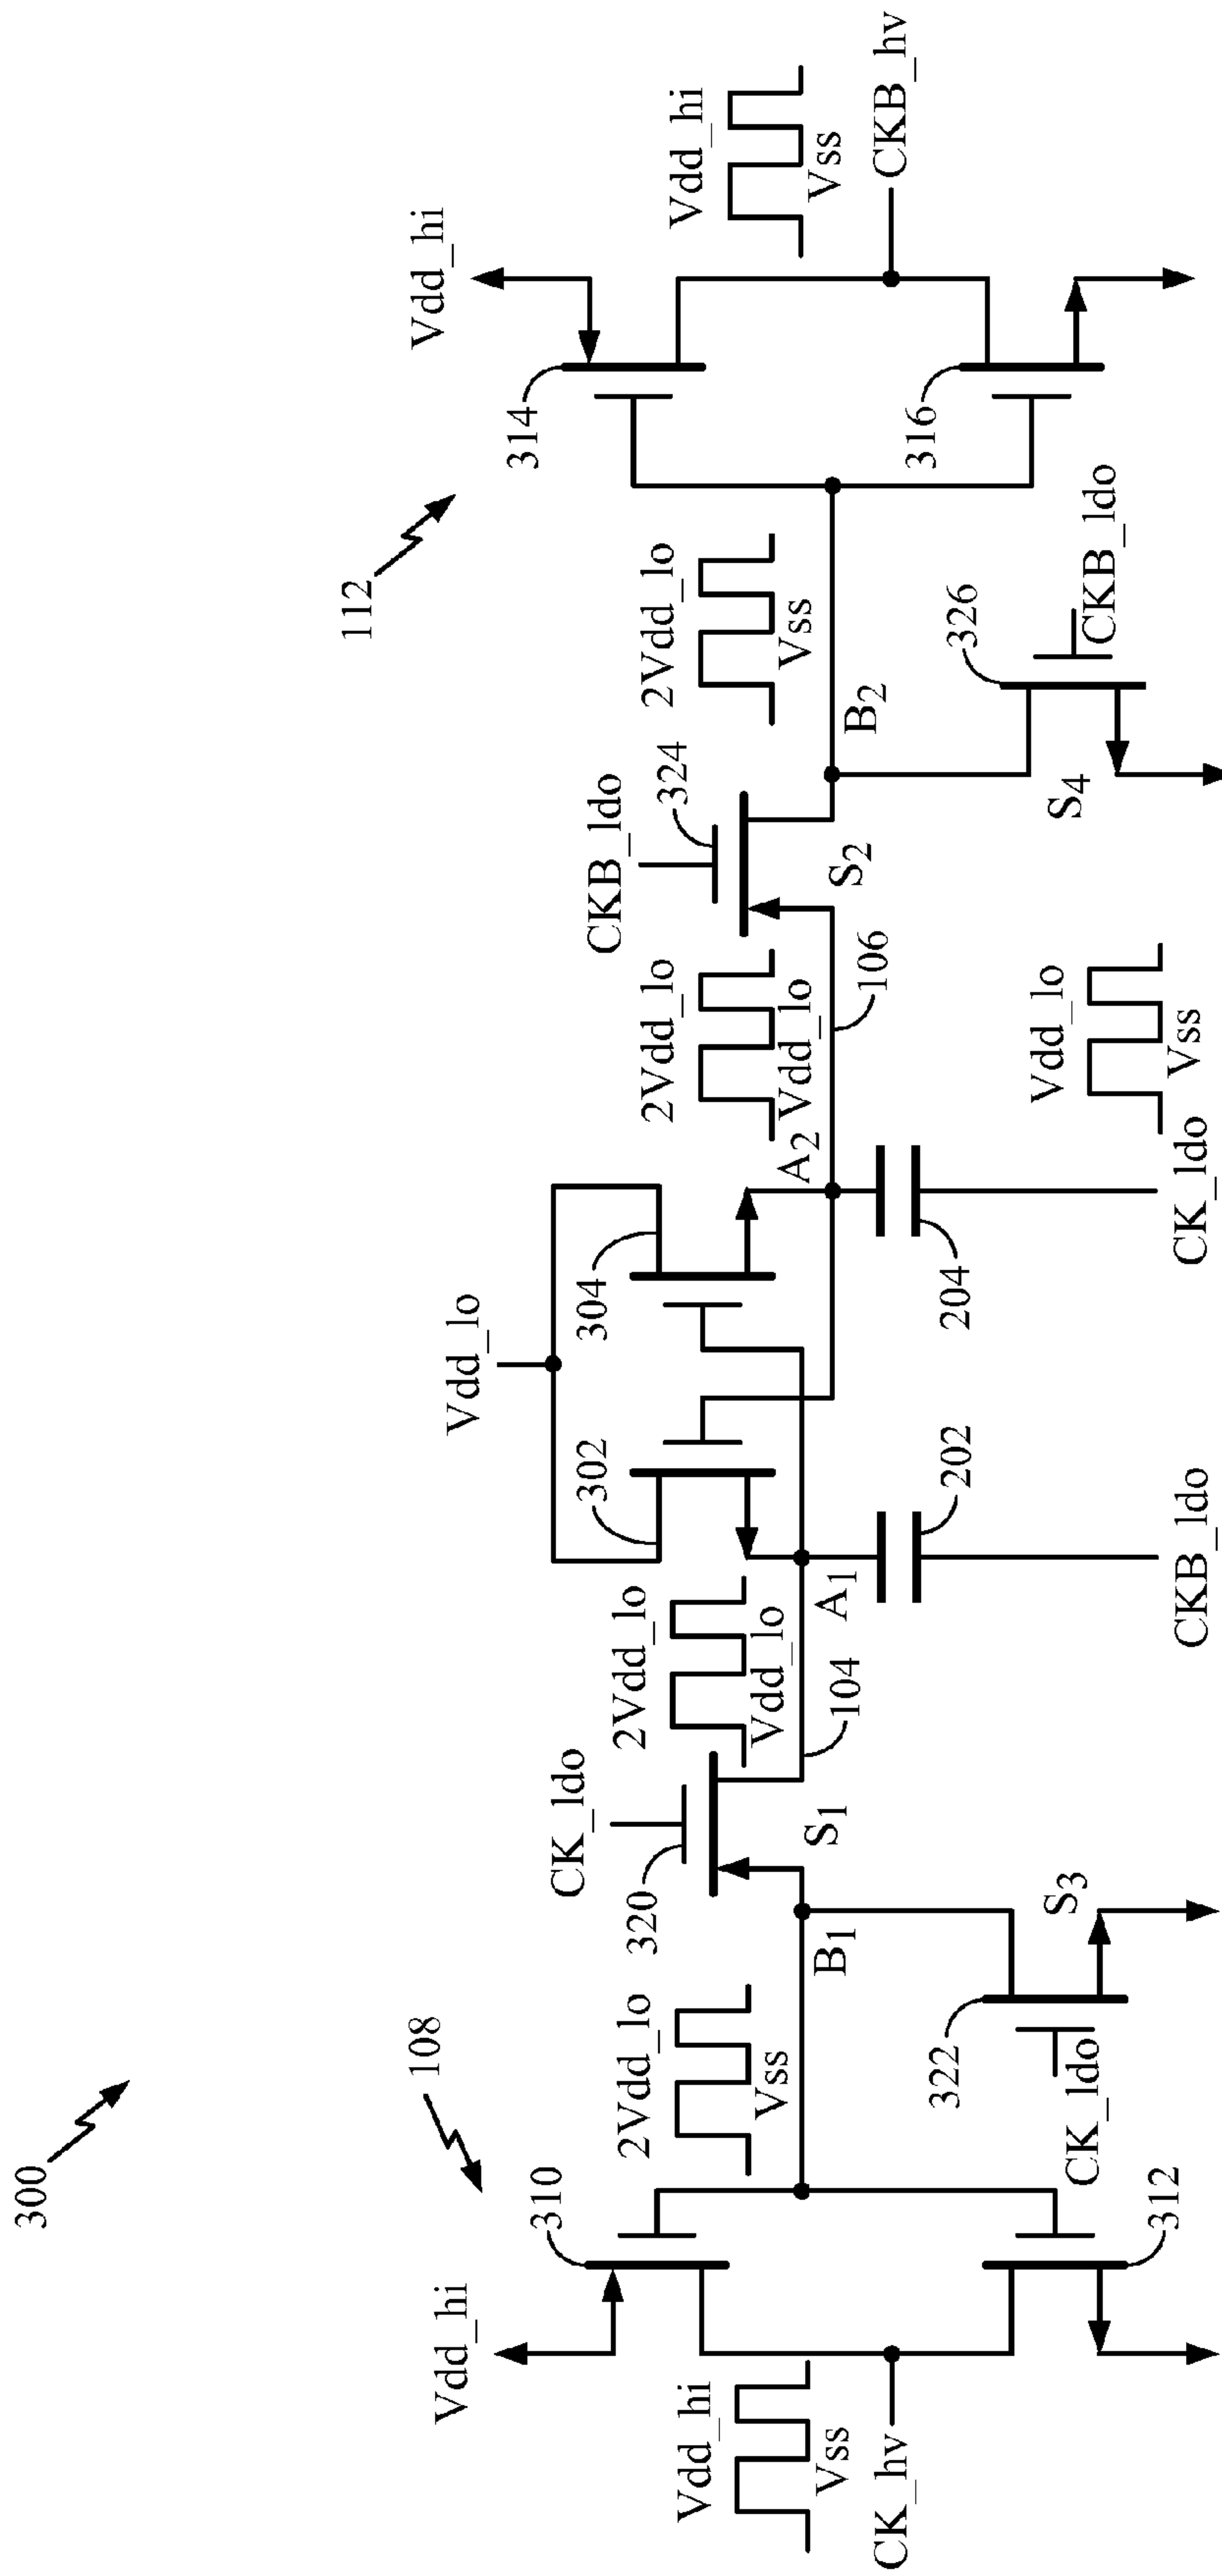 300
108
112
Vdd_hi
310
Vdd_hi
Vss
CK_hv
312
2Vdd_lo
Vss
B1
CK_ldo
320
S1
322
CK_ldo
S3
2Vdd_lo
Vdd_lo
104
A1
Vdd_lo
302
304
202
CKB_ldo
A2
204
CK_ldo
Vdd_lo
Vss
2Vdd_lo
Vdd_lo
106
CKB_ldo
324
S2
B2
2Vdd_lo
Vss
326
CKB_ldo
S4
Vdd_hi
314
316
Vdd_hi
Vss
CKB_hv